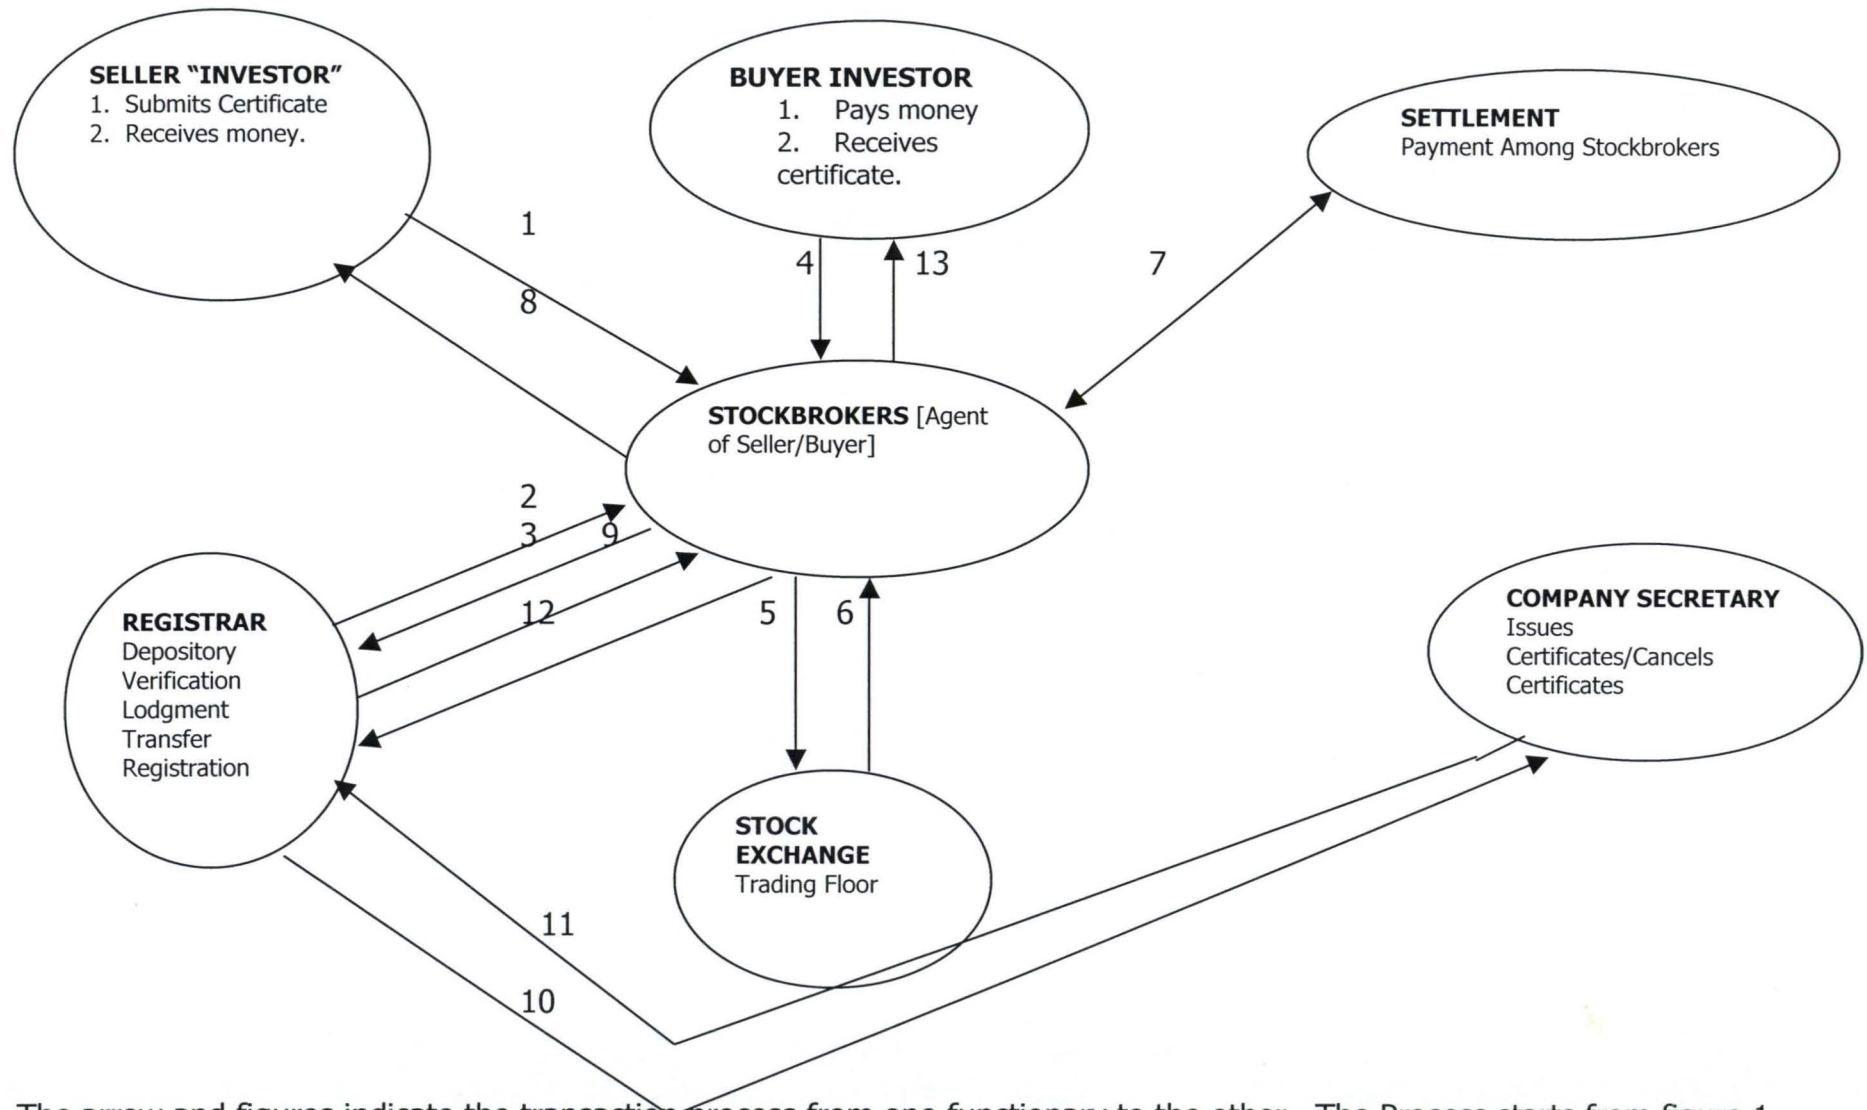 SELLER “INVESTOR”
1. Submits Certificate
2. Receives money.
BUYER INVESTOR
1. Pays money
2. Receives
certificate.
SETTLEMENT
Payment Among Stockbrokers
1
8
4
13
7
STOCKBROKERS [Agent
of Seller/Buyer]
2
3
9
12
5
6
REGISTRAR
Depository
Verification
Lodgment
Transfer
Registration
COMPANY SECRETARY
Issues
Certificates/Cancels
Certificates
STOCK
EXCHANGE
Trading Floor
11
10
The arrow and figures indicate the transaction process from one functionary to the other. The Process starts from figure 1